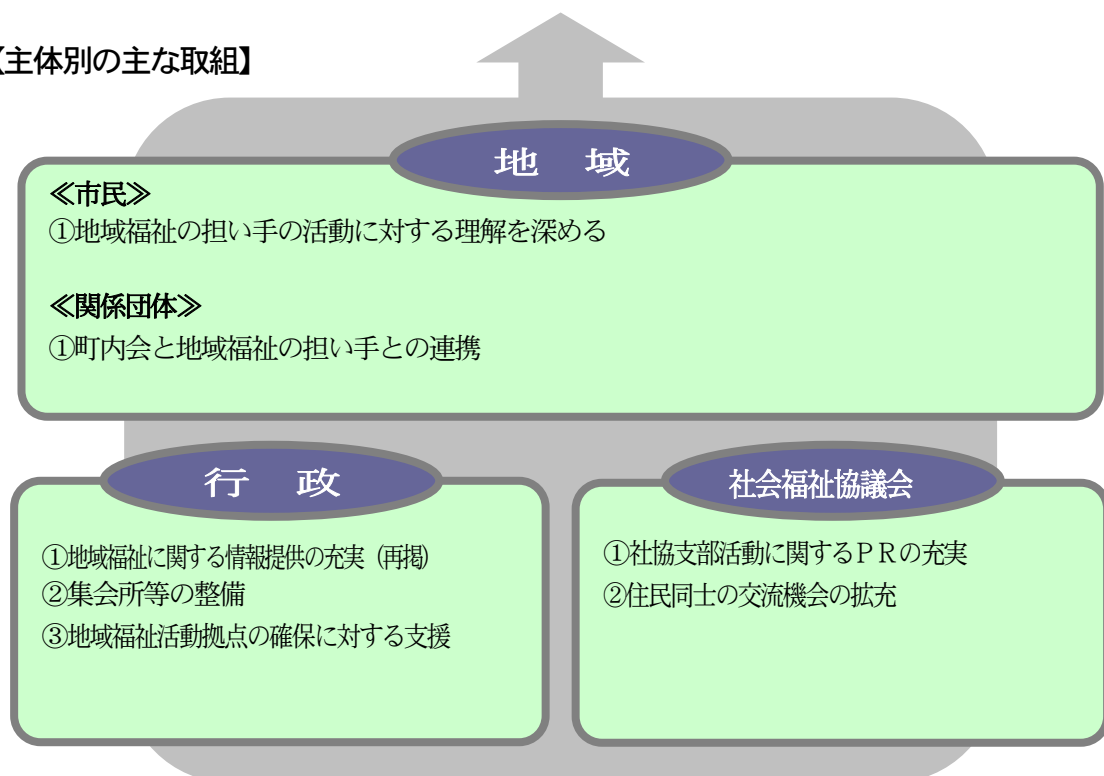 【主体別の主な取組】
地 域
≪市民≫
①地域福祉の担い手の活動に対する理解を深める
≪関係団体≫
①町内会と地域福祉の担い手との連携
行 政
①地域福祉に関する情報提供の充実（再掲）
②集会所等の整備
③地域福祉活動拠点の確保に対する支援
社会福祉協議会
①社協支部活動に関するＰＲの充実
②住民同士の交流機会の拡充